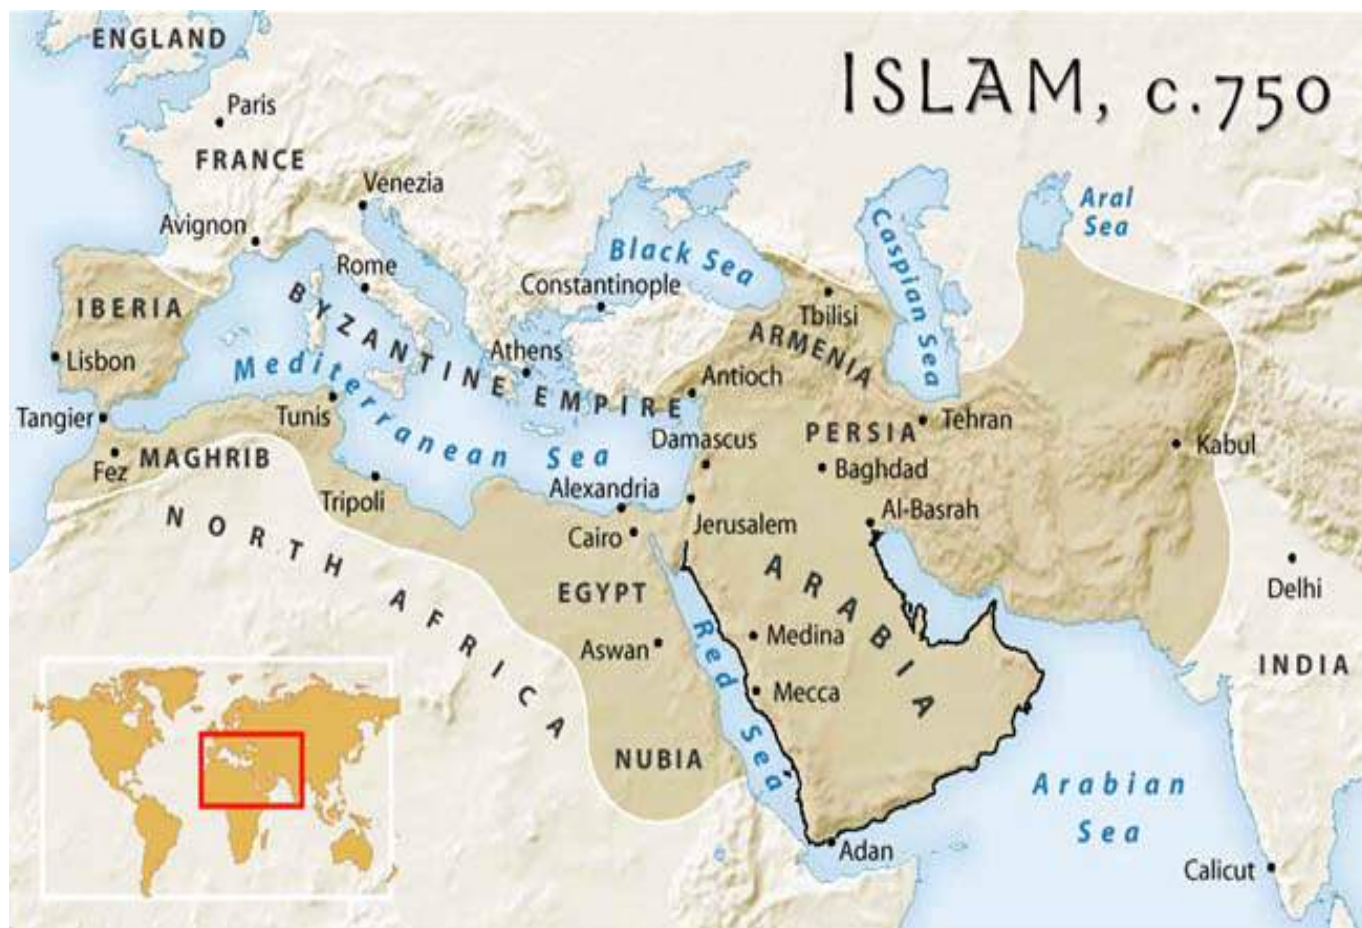 ISLAM, c.750
ENGLAND
Paris
FRANCE
Venezia
Avignon
Aral
Sea
Caspian Sea
Black Sea
Rome
Constantinople
IBERIA
BYZANTINE EMPIRE
Tbilisi
ARMENIA
Lisbon
Athens
Mediterranean Sea
Antioch
Tangier
Tunis
Tehran
Damascus
PERSIA
Kabul
Fez
MAGHRIB
Baghdad
Tripoli
Alexandria
Al-Basrah
NORTH AFRICA
Cairo
Jerusalem
ARABIA
EGYPT
Delhi
Red Sea
Medina
Aswan
INDIA
Mecca
NUBIA
Arabian
Sea
Adan
Calicut